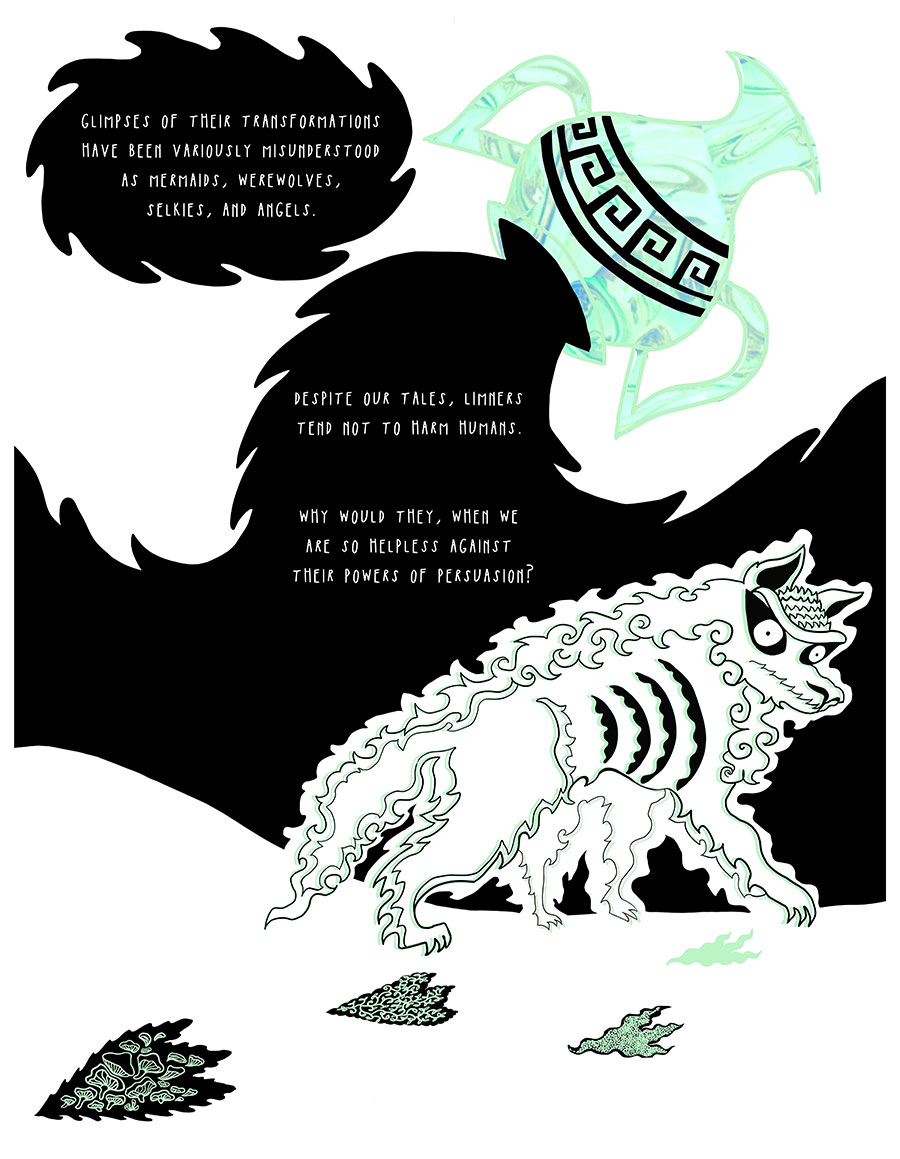 GLIMPSES OF THEIR TRANSFORMATIONS
HAVE BEEN VARIOUSLY MISUNDERSTOOD
AS MERMAIDS, WEREWOLVES,
SELKIES, AND ANGELS.
DESPITE OUR TALES, LIMNERS
TEND NOT TO HARM HUMANS.
WHY WOULD THEY, WHEN WE
ARE SO HELPLESS AGAINST
THEIR POWERS OF PERSUASION?